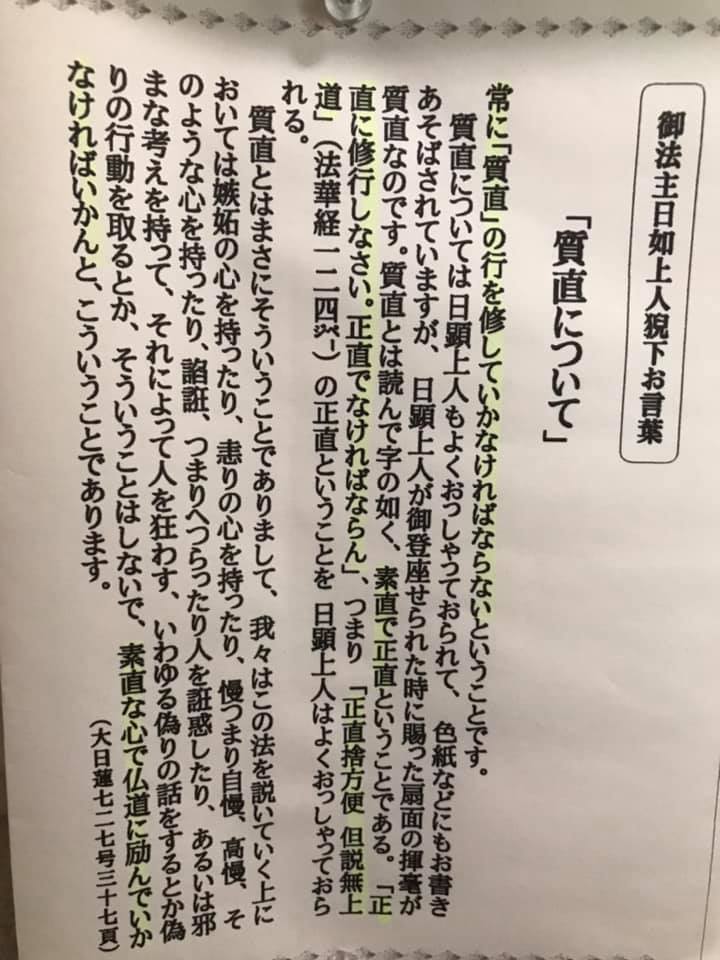 御法主日如上人猊下お言葉
「質直について」
常に「質直」の行を修していかなければならないということです。
質直については日顕上人もよくおっしゃっておられて、色紙などにもお書き
あそばされていますが、日顕上人が御登座せられた時に賜った扇面の揮毫が
質直なのです。質直とは読んで字の如く、素直で正直ということである。「正
直に修行しなさい。正直でなければならん」、つまり「正直捨方便 但説無上
道」（法華経一二四㌻）の正直ということを 日顕上人はよくおっしゃっておら
れる。
質直とはまさにそういうことでありまして、我々はこの法を説いていく上に
おいては嫉妬の心を持ったり、恚りの心を持ったり、慢つまり自慢、高慢、そ
のような心を持ったり、諂誑、つまりへつらったり人を誑惑したり、あるいは邪
まな考えを持って、それによって人を狂わす、いわゆる偽りの話をするとか偽
りの行動を取るとか、そういうことはしないで、素直な心で仏道に励んでいか
なければいかんと、こういうことであります。
（大日蓮七二七号三十七頁）